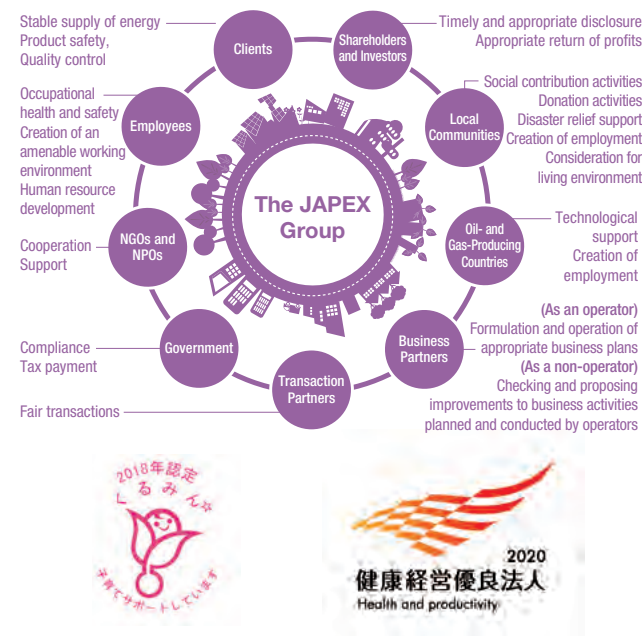 Stable supply of energy
Product safety,
Quality control
Clients
Shareholders
and Investors
Timely and appropriate disclosure
Appropriate return of profits
Occupational
health and safety
Creation of an
amenable working
environment
Human resource
development
Employees
Local
Communities
Social contribution activities
Donation activities
Disaster relief support
Creation of employment
Consideration for
living environment
The JAPEX
Group
Cooperation
Support
NGOs and
NPOs
Oil- and
Gas-Producing
Countries
Technological
support
Creation of
employment
Compliance
Tax payment
Government
Business
Partners
(As an operator)
Formulation and operation of
appropriate business plans
(As a non-operator)
Checking and proposing
improvements to business activities
planned and conducted by operators
Fair transactions
Transaction
Partners
2018年認定
くるみん☆
子育てサポートしています
2020
健康経営優良法人
Health and productivity